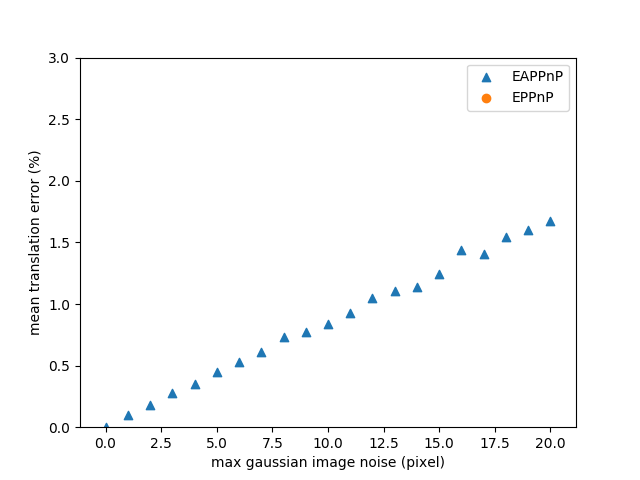 3.0
2.5
2.0
1.5
1.0
0.5
0.0
mean translation error (%)
EAPPnP
EPPnP
0.0 2.5 5.0 7.5 10.0 12.5 15.0 17.5 20.0
max gaussian image noise (pixel)